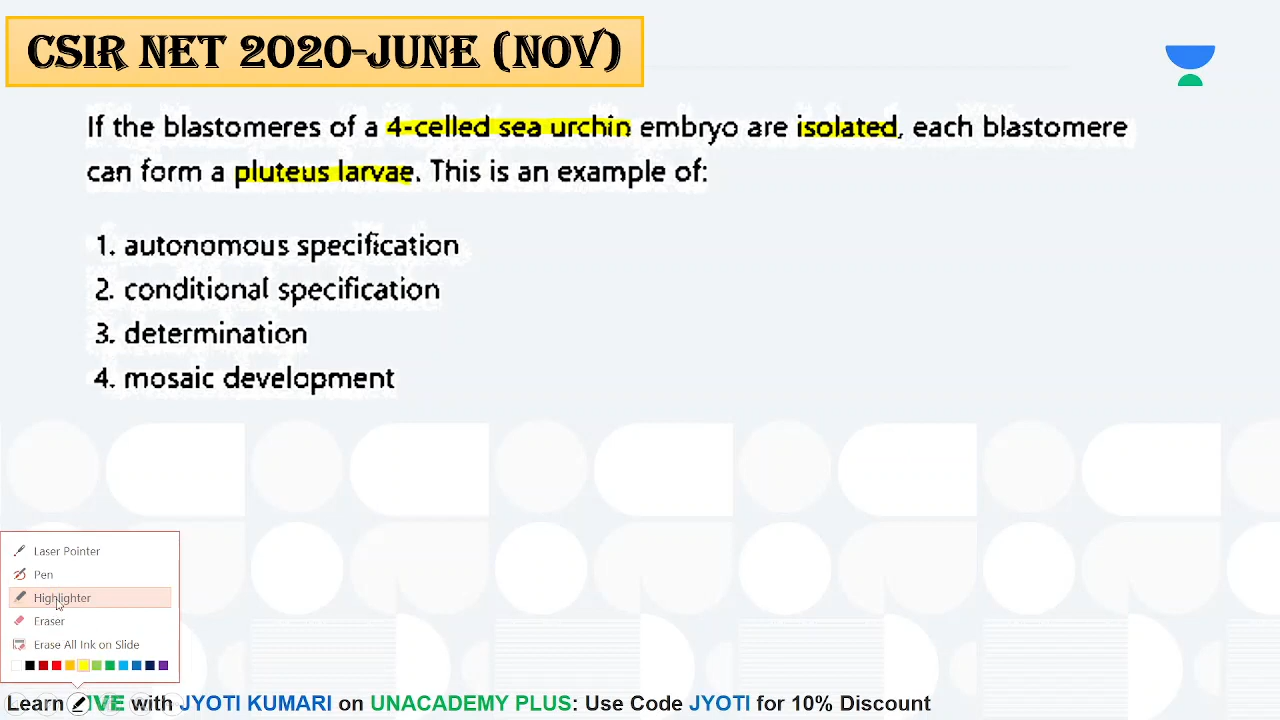 CSIR NET 2020-JUNE (NOV)
If the blastomeres of a 4-celled sea urchin embryo are isolated, each blastomere
can form a pluteus larvae. This is an example of:
1. autonomous specification
2. conditional specification
3. determination
4. mosaic development
Laser Pointer
Pen
Highlighter
Eraser
Erase All Ink on Slide
Learn IVE with JYOTI KUMARI on UNACADEMY PLUS: Use Code JYOTI for 10% Discount